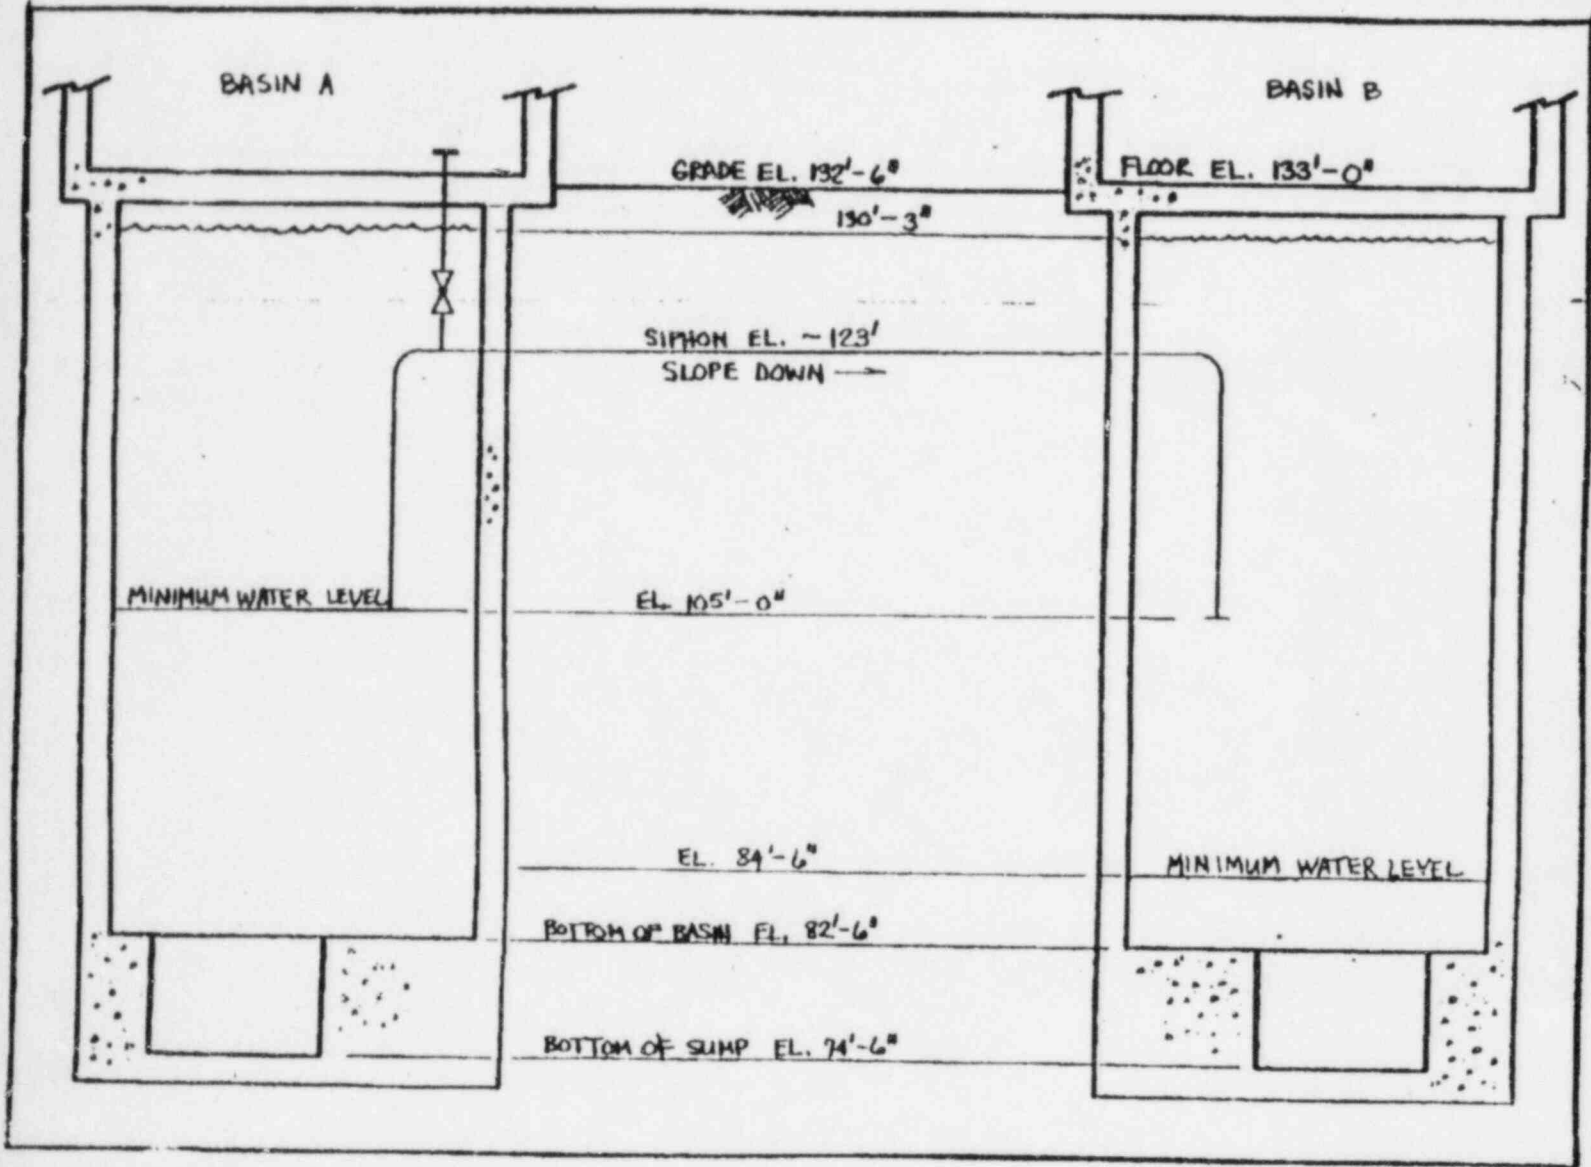 BASIN A
BASIN B
GRADE EL. 132'-6"
FLOOR EL. 133'-0"
130'-3"
SIPHON EL. ~123'
SLOPE DOWN →
MINIMUM WATER LEVEL
EL. 105'-0"
EL. 84'-6"
MINIMUM WATER LEVEL
BOTTOM OF BASIN EL. 82'-6"
BOTTOM OF SUMP EL. 74'-6"